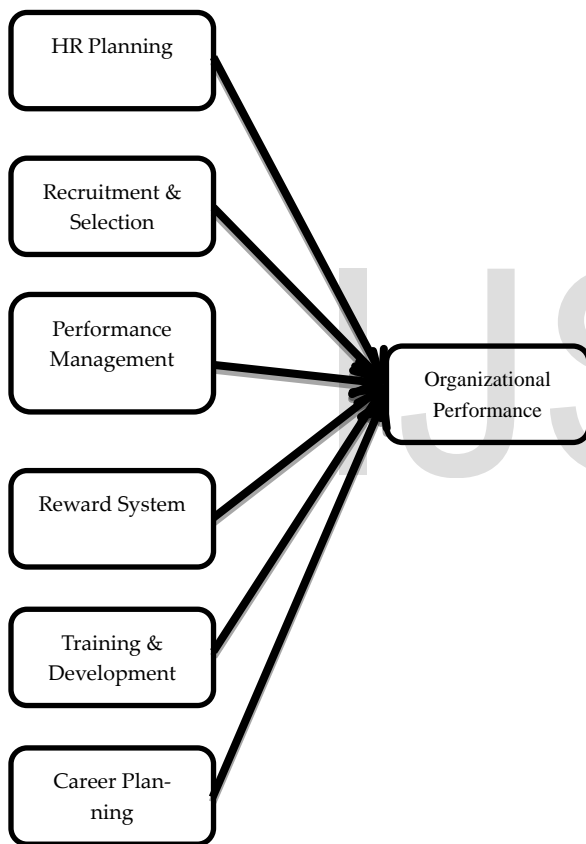 HR Planning
Recruitment &
Selection
Performance
Management
Organizational
Performance
Reward System
Training &
Development
Career Plan-
ning
IJS